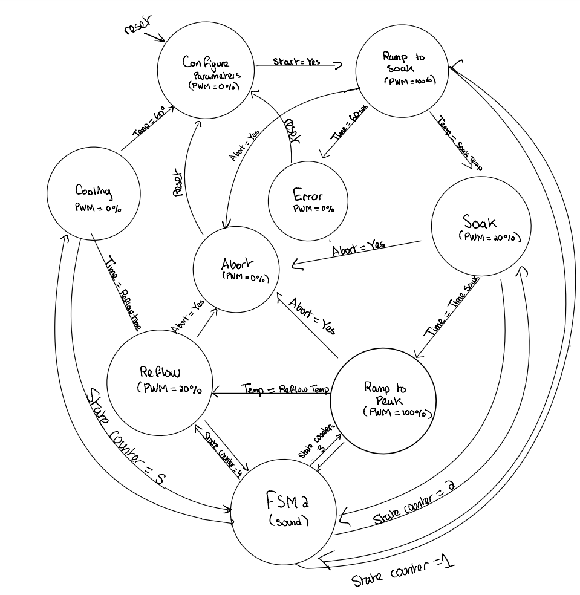 reset
Configure
Parameters
(PWM = 0%)
Start = Yes
Ramp to
Soak
(PWM = 100%)
Time = 60°
Abort = Yes
reset
Time = 60sec
Temp = Soak temp
Cooling
PWM = 0%
reset
Error
PWM = 0%
Soak
(PWM = 20%)
Abort = Yes
Abort
(PWM = 0%)
Time = Reflow time
Abort = Yes
Abort = Yes
Time = Time soak
Reflow
(PWM = 20%
Temp = Reflow Temp
Ramp to
Peak
(PWM = 100%)
State counter = 5
State counter = 4
State counter
3
FSM2
(Sound)
State counter = 2
State counter = 1